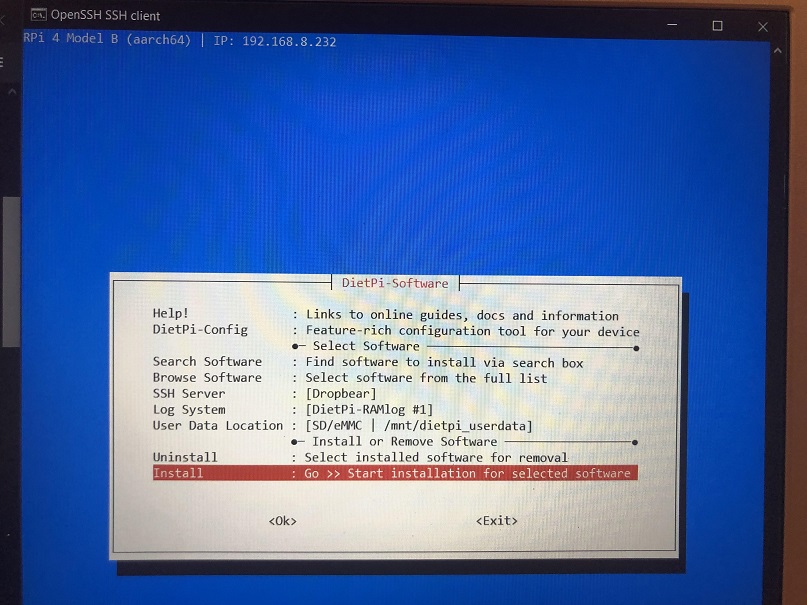 OpenSSH SSH client
RPi 4 Model B (aarch64) | IP: 192.168.8.232
DietPi-Software
Help! : Links to online guides, docs and information
DietPi-Config : Feature-rich configuration tool for your device
Select Software
Search Software : Find software to install via search box
Browse Software : Select software from the full list
SSH Server : [Dropbear]
Log System : [DietPi-RAMlog #1]
User Data Location : [SD/eMMC | /mnt/dietpi_userdata]
Install or Remove Software
Uninstall : Select installed software for removal
Install : Go >> Start installation for selected software
<Ok> <Exit>